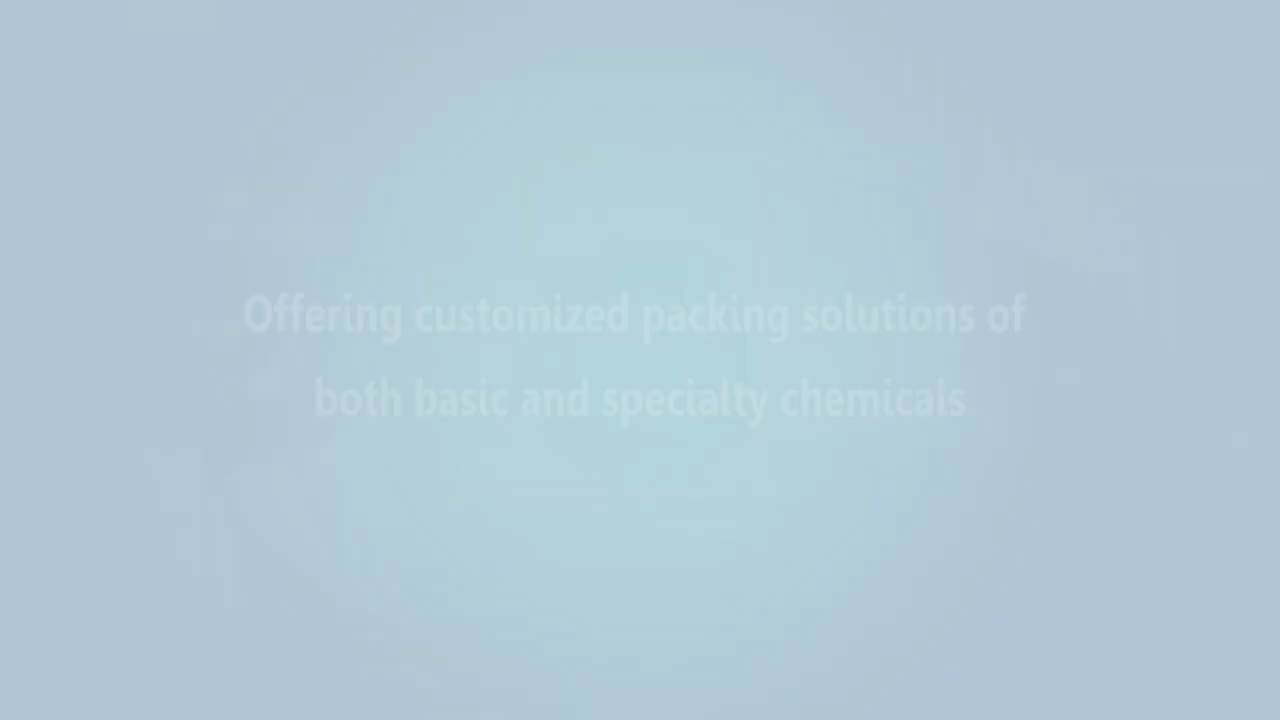 Offering customized packing solutions of
both basic and specialty chemicals